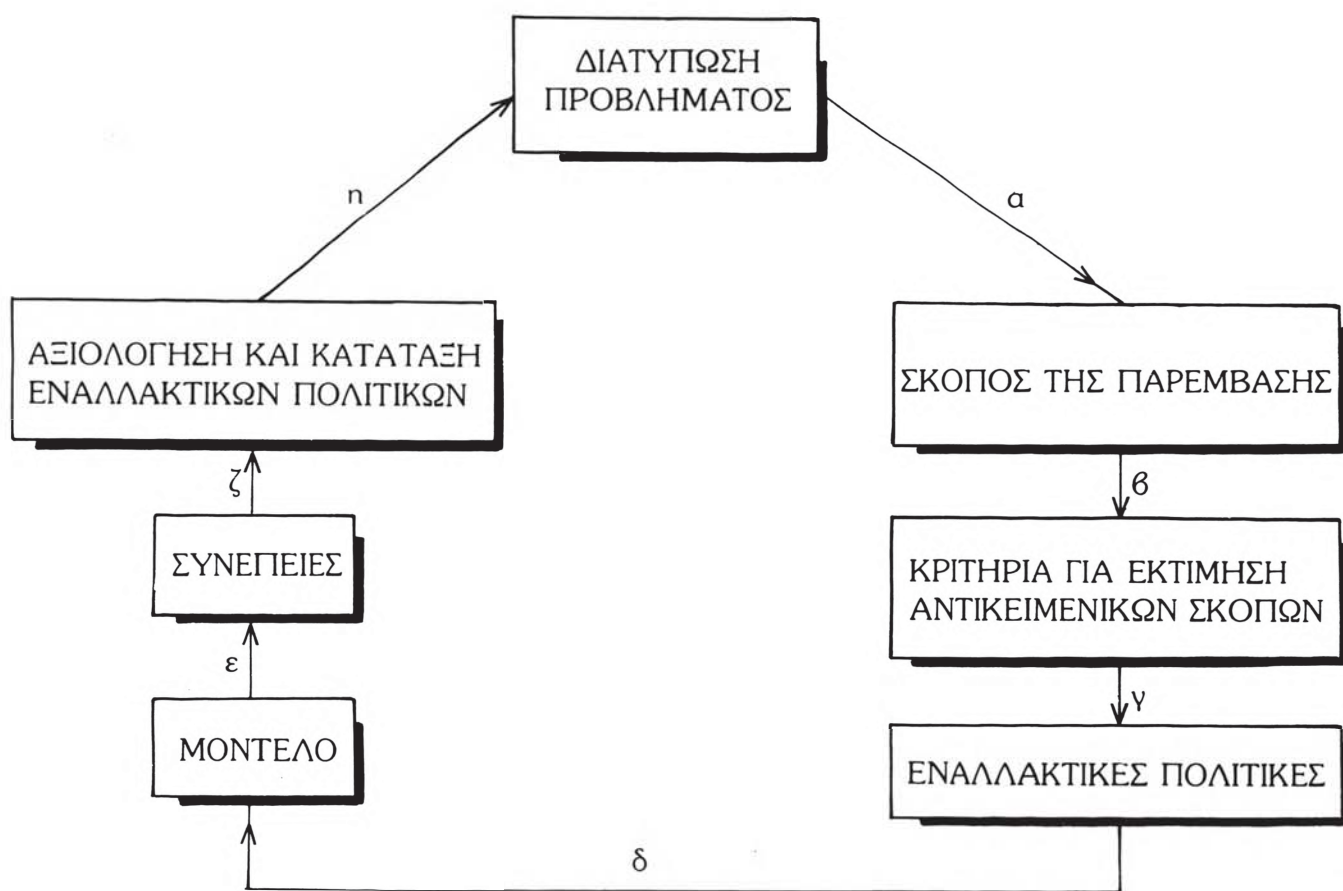 ΔΙΑΤΥΠΩΣΗ
ΠΡΟΒΛΗΜΑΤΟΣ
η
α
ΑΞΙΟΛΟΓΗΣΗ ΚΑΙ ΚΑΤΑΤΑΞΗ
ΕΝΑΛΛΑΚΤΙΚΩΝ ΠΟΛΙΤΙΚΩΝ
ΣΚΟΠΟΣ ΤΗΣ ΠΑΡΕΜΒΑΣΗΣ
ζ
β
ΣΥΝΕΠΕΙΕΣ
ΚΡΙΤΗΡΙΑ ΓΙΑ ΕΚΤΙΜΗΣΗ
ΑΝΤΙΚΕΙΜΕΝΙΚΩΝ ΣΚΟΠΩΝ
ε
γ
ΜΟΝΤΕΛΟ
ΕΝΑΛΛΑΚΤΙΚΕΣ ΠΟΛΙΤΙΚΕΣ
δ